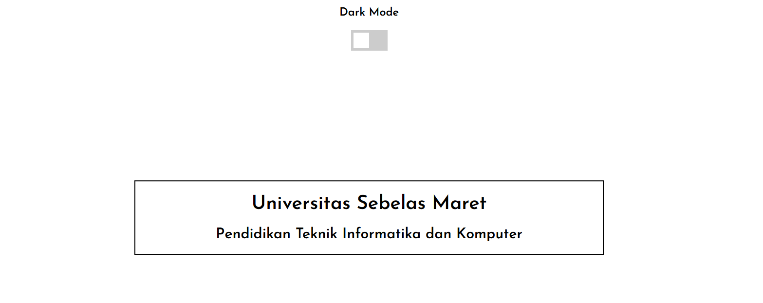 Dark Mode
Universitas Sebelas Maret
Pendidikan Teknik Informatika dan Komputer